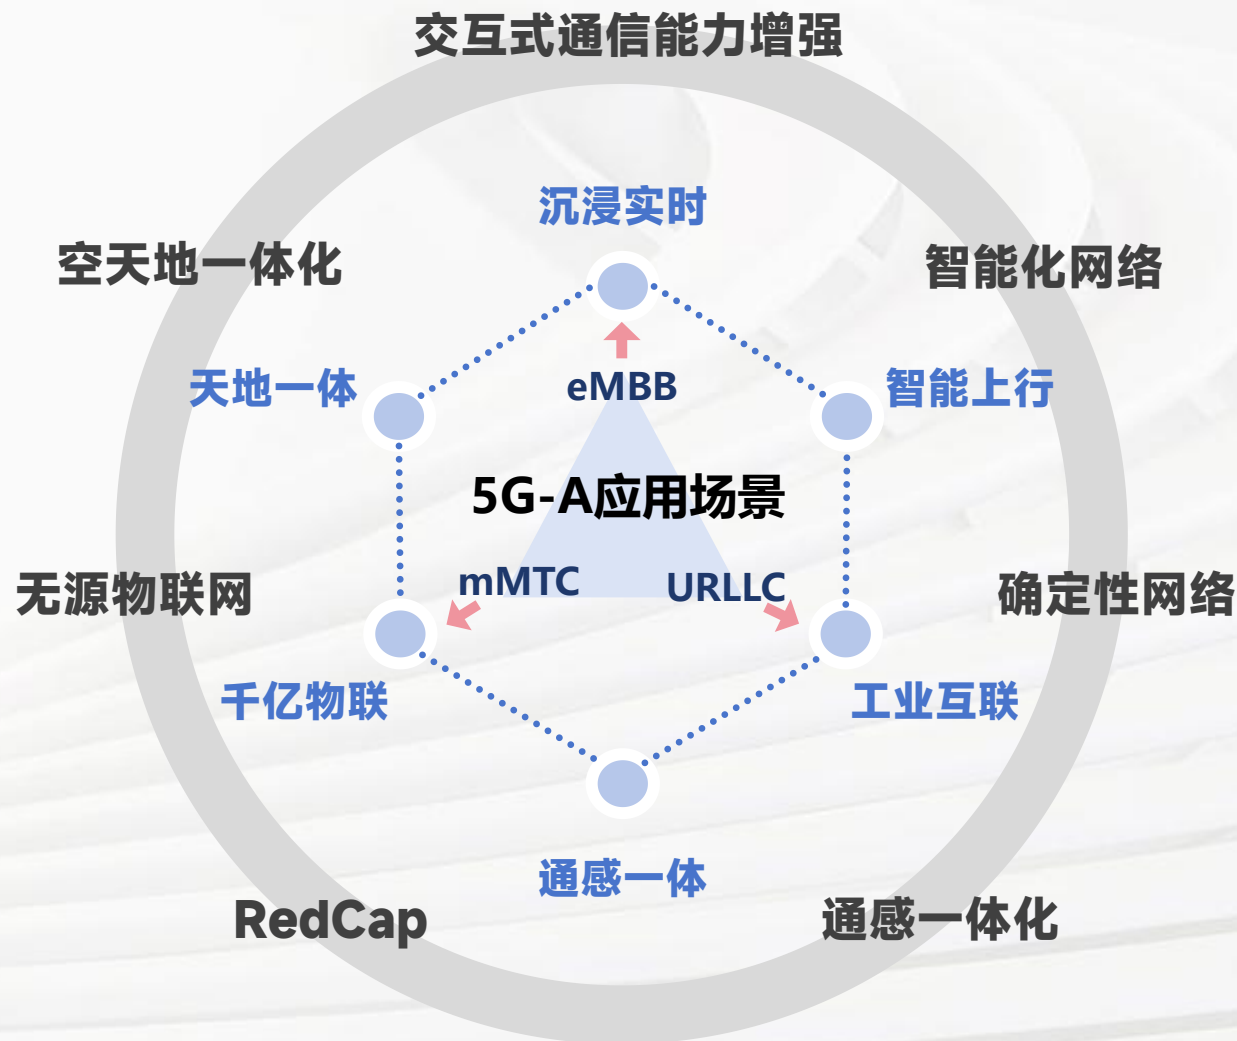 交互式通信能力增强
沉浸实时
空天地一体化
智能化网络
天地一体
eMBB
智能上行
5G-A应用场景
无源物联网
mMTC
URLLC
确定性网络
千亿物联
工业互联
通感一体
RedCap
通感一体化